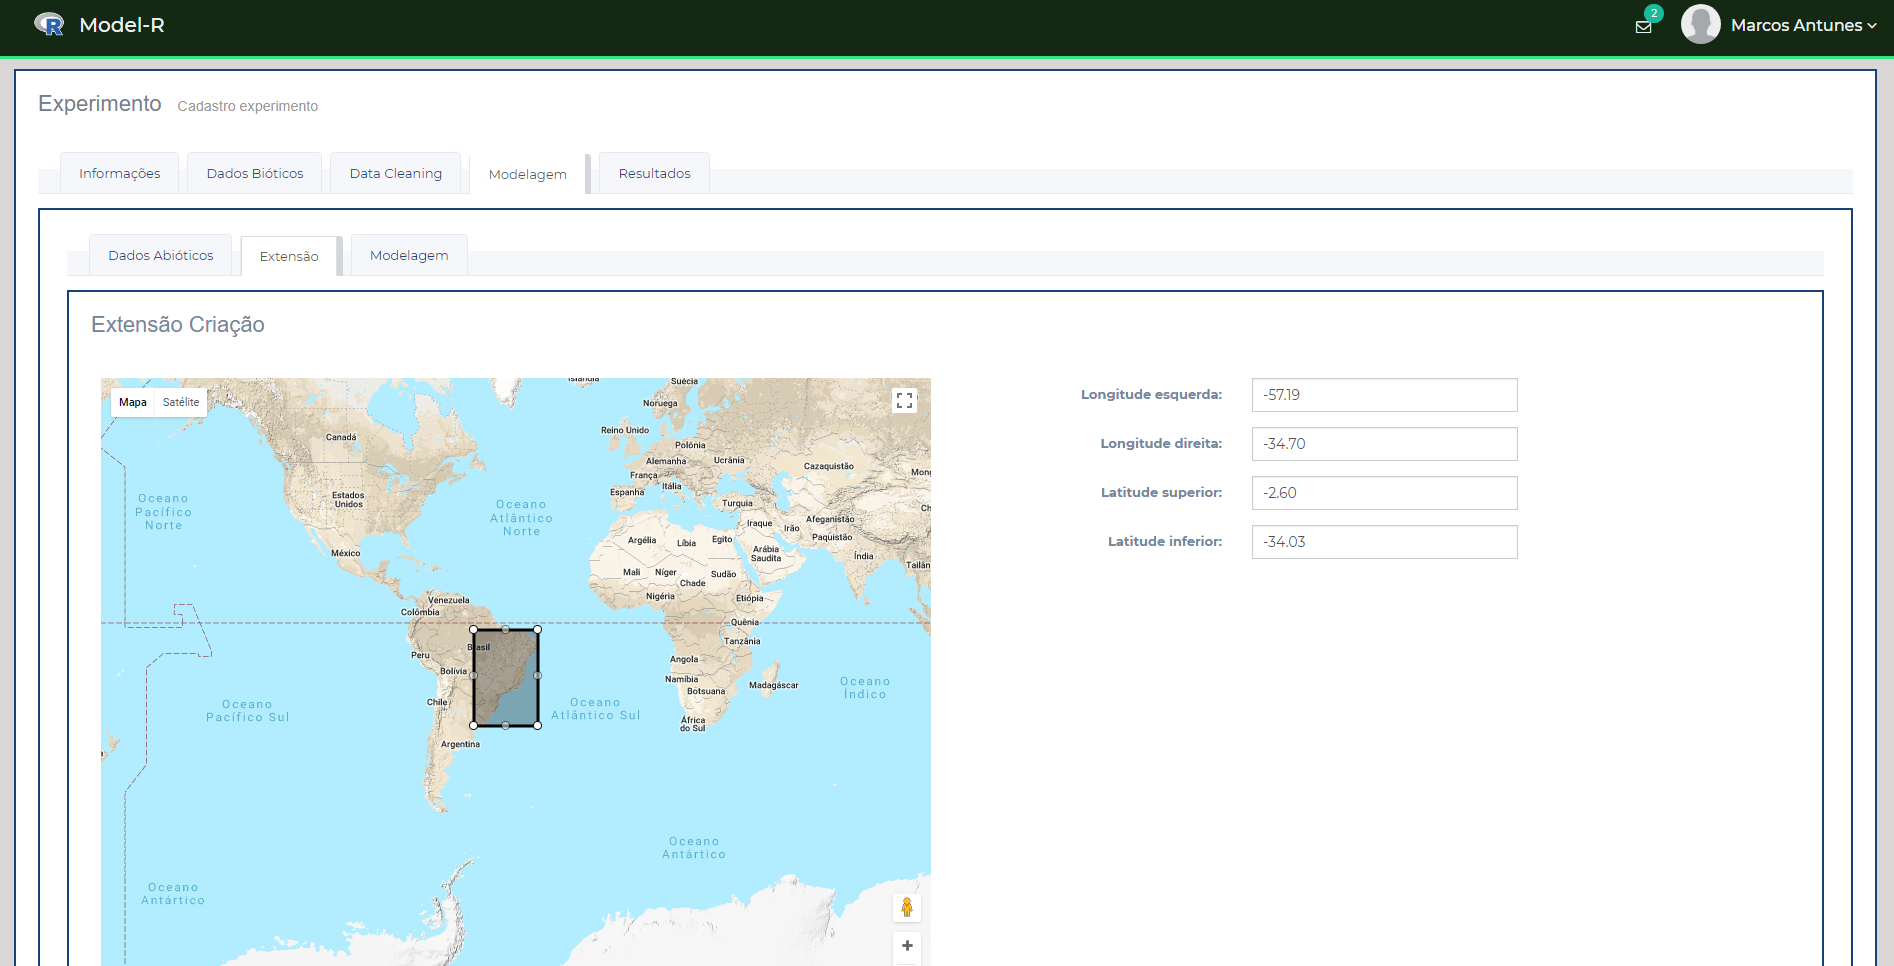 Model-R
2
Marcos Antunes
Experimento Cadastro experimento
Informações
Dados Bióticos
Data Cleaning
Modelagem
Resultados
Dados Abióticos
Extensão
Modelagem
Extensão Criação
Mapa
Satélite
Islândia
Suécia
Noruega
Canadá
Reino Unido
Polônia
Alemanha
Ucrânia
Cazaquistão
França
Itália
Espanha
Turquia
Estados
Unidos
Oceano
Pacífico
Norte
Oceano
Atlântico
Norte
Iraque
Irão
Afeganistão
Paquistão
Argélia
Líbia
Egito
Arábia
Saudita
Índia
México
Mali
Níger
Chade
Sudão
Nigéria
Etiópia
Venezuela
Colômbia
Quênia
Tanzânia
Brasil
Peru
Bolívia
Angola
Namíbia
Botsuana
Madagáscar
Chile
África
do Sul
Argentina
Oceano
Pacífico Sul
Oceano
Atlântico Sul
Oceano
Índico
Oceano
Antártico
Oceano
Antártico
+
Longitude esquerda: -57.19
Longitude direita: -34.70
Latitude superior: -2.60
Latitude inferior: -34.03